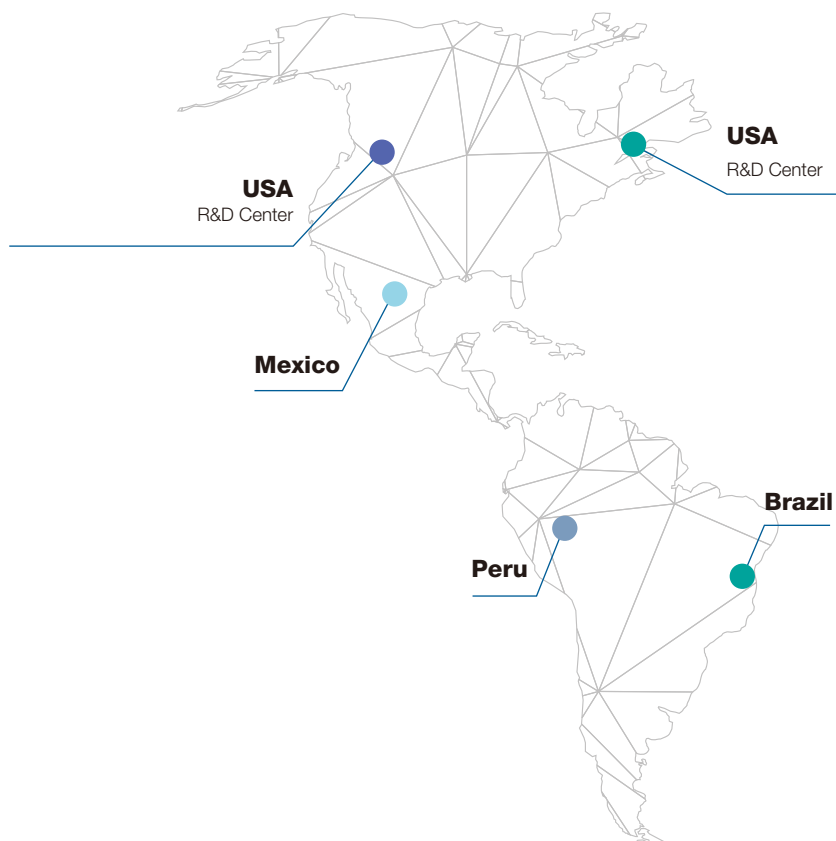 USA
R&D Center
USA
R&D Center
Mexico
Brazil
Peru